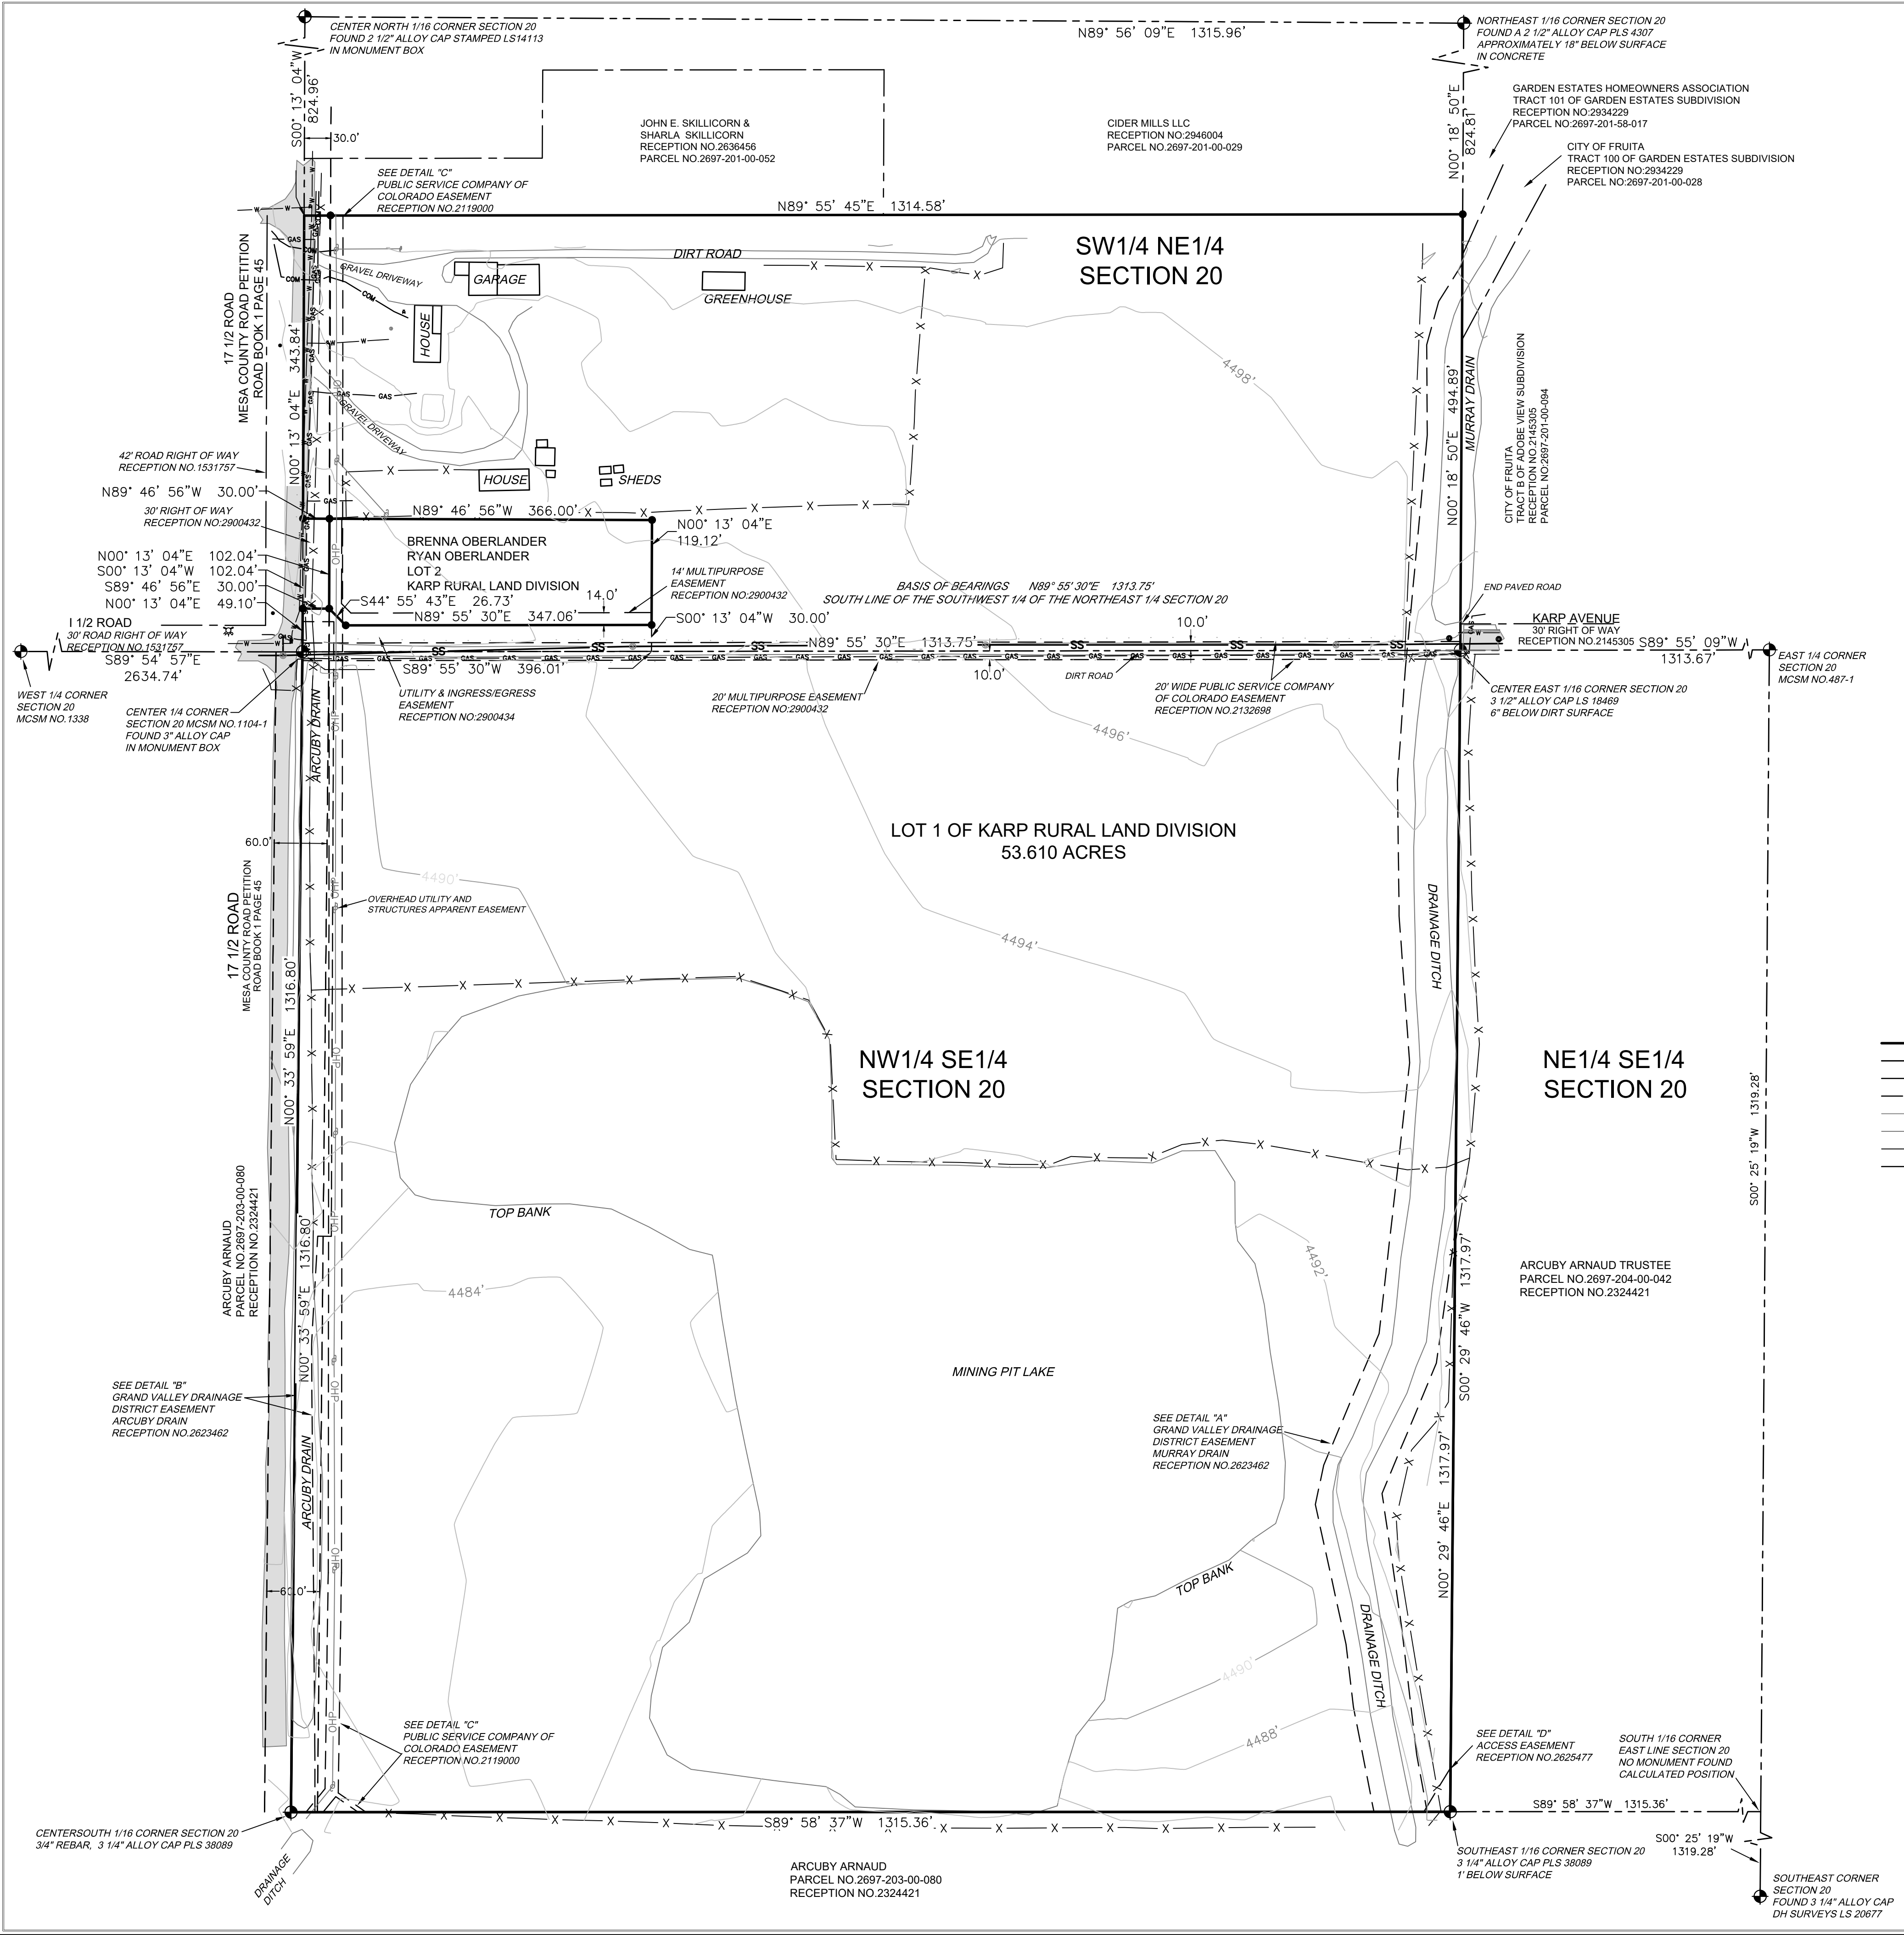 CENTER NORTH 1/16 CORNER SECTION 20
FOUND 2 1/2" ALLOY CAP STAMPED LS14113
IN MONUMENT BOX
N89° 56' 09"E 1315.96'
NORTHEAST 1/16 CORNER SECTION 20
FOUND A 2 1/2" ALLOY CAP PLS 4307
APPROXIMATELY 18" BELOW SURFACE
IN CONCRETE
S00° 13' 04"W
824.96'
30.0'
JOHN E. SKILLICORN &
SHARLA SKILLICORN
RECEPTION NO.2636456
PARCEL NO.2697-201-00-052
CIDER MILLS LLC
RECEPTION NO:2946004
PARCEL NO.2697-201-00-029
N00° 18' 50"E
824.81'
GARDEN ESTATES HOMEOWNERS ASSOCIATION
TRACT 101 OF GARDEN ESTATES SUBDIVISION
RECEPTION NO:2934229
PARCEL NO:2697-201-58-017
CITY OF FRUITA
TRACT 100 OF GARDEN ESTATES SUBDIVISION
RECEPTION NO:2934229
PARCEL NO:2697-201-00-028
SEE DETAIL "C"
PUBLIC SERVICE COMPANY OF
COLORADO EASEMENT
RECEPTION NO.2119000
N89° 55' 45"E 1314.58'
SW1/4 NE1/4
SECTION 20
DIRT ROAD
GRAVEL DRIVEWAY
GARAGE
GREENHOUSE
HOUSE
GAS
COM
COM
COM
17 1/2 ROAD
MESA COUNTY ROAD PETITION
ROAD BOOK 1 PAGE 45
N00° 13' 04"E 343.84'
4498'
N00° 18' 50"E 494.89'
MURRAY DRAIN
CITY OF FRUITA
TRACT B OF ADOBE VIEW SUBDIVISION
RECEPTION NO.2145305
PARCEL NO:2697-201-00-094
GAS GAS
GRAVEL DRIVEWAY
HOUSE
SHEDS
42' ROAD RIGHT OF WAY
RECEPTION NO.1531757
N89° 46' 56"W 30.00'
30' RIGHT OF WAY
RECEPTION NO:2900432
N00° 13' 04"E 102.04'
S00° 13' 04"W 102.04'
S89° 46' 56"E 30.00'
N00° 13' 04"E 49.10'
GAS
OHP
N89° 46' 56"W 366.00'
N00° 13' 04"E
119.12'
BRENNA OBERLANDER
RYAN OBERLANDER
LOT 2
KARP RURAL LAND DIVISION
S44° 55' 43"E 26.73'
14.0'
N89° 55' 30"E 347.06'
14' MULTIPURPOSE
EASEMENT
RECEPTION NO:2900432
S00° 13' 04"W 30.00'
BASIS OF BEARINGS N89° 55'30"E 1313.75'
SOUTH LINE OF THE SOUTHWEST 1/4 OF THE NORTHEAST 1/4 SECTION 20
END PAVED ROAD
KARP AVENUE
30' RIGHT OF WAY
RECEPTION NO.2145305
S89° 55' 09"W
1313.67'
I 1/2 ROAD
30' ROAD RIGHT OF WAY
RECEPTION NO.1531757
S89° 54' 57"E
2634.74'
SS SS SS SS SS SS
N89° 55' 30"E 1313.75'
10.0'
10.0'
GAS GAS GAS GAS GAS GAS GAS
S89° 55' 30"W 396.01'
DIRT ROAD
EAST 1/4 CORNER
SECTION 20
MCSM NO.487-1
WEST 1/4 CORNER
SECTION 20
MCSM NO.1338
CENTER 1/4 CORNER
SECTION 20 MCSM NO.1104-1
FOUND 3" ALLOY CAP
IN MONUMENT BOX
ARCUBY DRAIN
UTILITY & INGRESS/EGRESS
EASEMENT
RECEPTION NO:2900434
20' MULTIPURPOSE EASEMENT
RECEPTION NO:2900432
20' WIDE PUBLIC SERVICE COMPANY
OF COLORADO EASEMENT
RECEPTION NO.2132698
CENTER EAST 1/16 CORNER SECTION 20
3 1/2" ALLOY CAP LS 18469
6" BELOW DIRT SURFACE
4496'
60.0'
LOT 1 OF KARP RURAL LAND DIVISION
53.610 ACRES
4490'
OVERHEAD UTILITY AND
STRUCTURES APPARENT EASEMENT
17 1/2 ROAD
MESA COUNTY ROAD PETITION
ROAD BOOK 1 PAGE 45
4494'
DRAINAGE DITCH
N00° 33' 59"E 1316.80'
NW1/4 SE1/4
SECTION 20
NE1/4 SE1/4
SECTION 20
S00° 25' 19"W 1319.28'
OHP
TOP BANK
ARCUBY ARNAUD
PARCEL NO.2697-203-00-080
RECEPTION NO.2324421
N00° 33' 59"E 1316.80'
4484'
4492'
S00° 29' 46"W 1317.97'
ARCUBY ARNAUD TRUSTEE
PARCEL NO.2697-204-00-042
RECEPTION NO.2324421
MINING PIT LAKE
SEE DETAIL "B"
GRAND VALLEY DRAINAGE
DISTRICT EASEMENT
ARCUBY DRAIN
RECEPTION NO.2623462
SEE DETAIL "A"
GRAND VALLEY DRAINAGE
DISTRICT EASEMENT
MURRAY DRAIN
RECEPTION NO.2623462
ARCUBY DRAIN
OHP
N00° 29' 46"E 1317.97'
60.0'
TOP BANK
DRAINAGE DITCH
4490'
4488'
OHP
SEE DETAIL "C"
PUBLIC SERVICE COMPANY OF
COLORADO EASEMENT
RECEPTION NO.2119000
SEE DETAIL "D"
ACCESS EASEMENT
RECEPTION NO.2625477
SOUTH 1/16 CORNER
EAST LINE SECTION 20
NO MONUMENT FOUND
CALCULATED POSITION
S89° 58' 37"W 1315.36'
S89° 58' 37"W 1315.36'
CENTERSOUTH 1/16 CORNER SECTION 20
3/4" REBAR, 3 1/4" ALLOY CAP PLS 38089
DRAINAGE
DITCH
ARCUBY ARNAUD
PARCEL NO.2697-203-00-080
RECEPTION NO.2324421
SOUTHEAST 1/16 CORNER SECTION 20
3 1/4" ALLOY CAP PLS 38089
1' BELOW SURFACE
S00° 25' 19"W
1319.28'
SOUTHEAST CORNER
SECTION 20
FOUND 3 1/4" ALLOY CAP
DH SURVEYS LS 20677